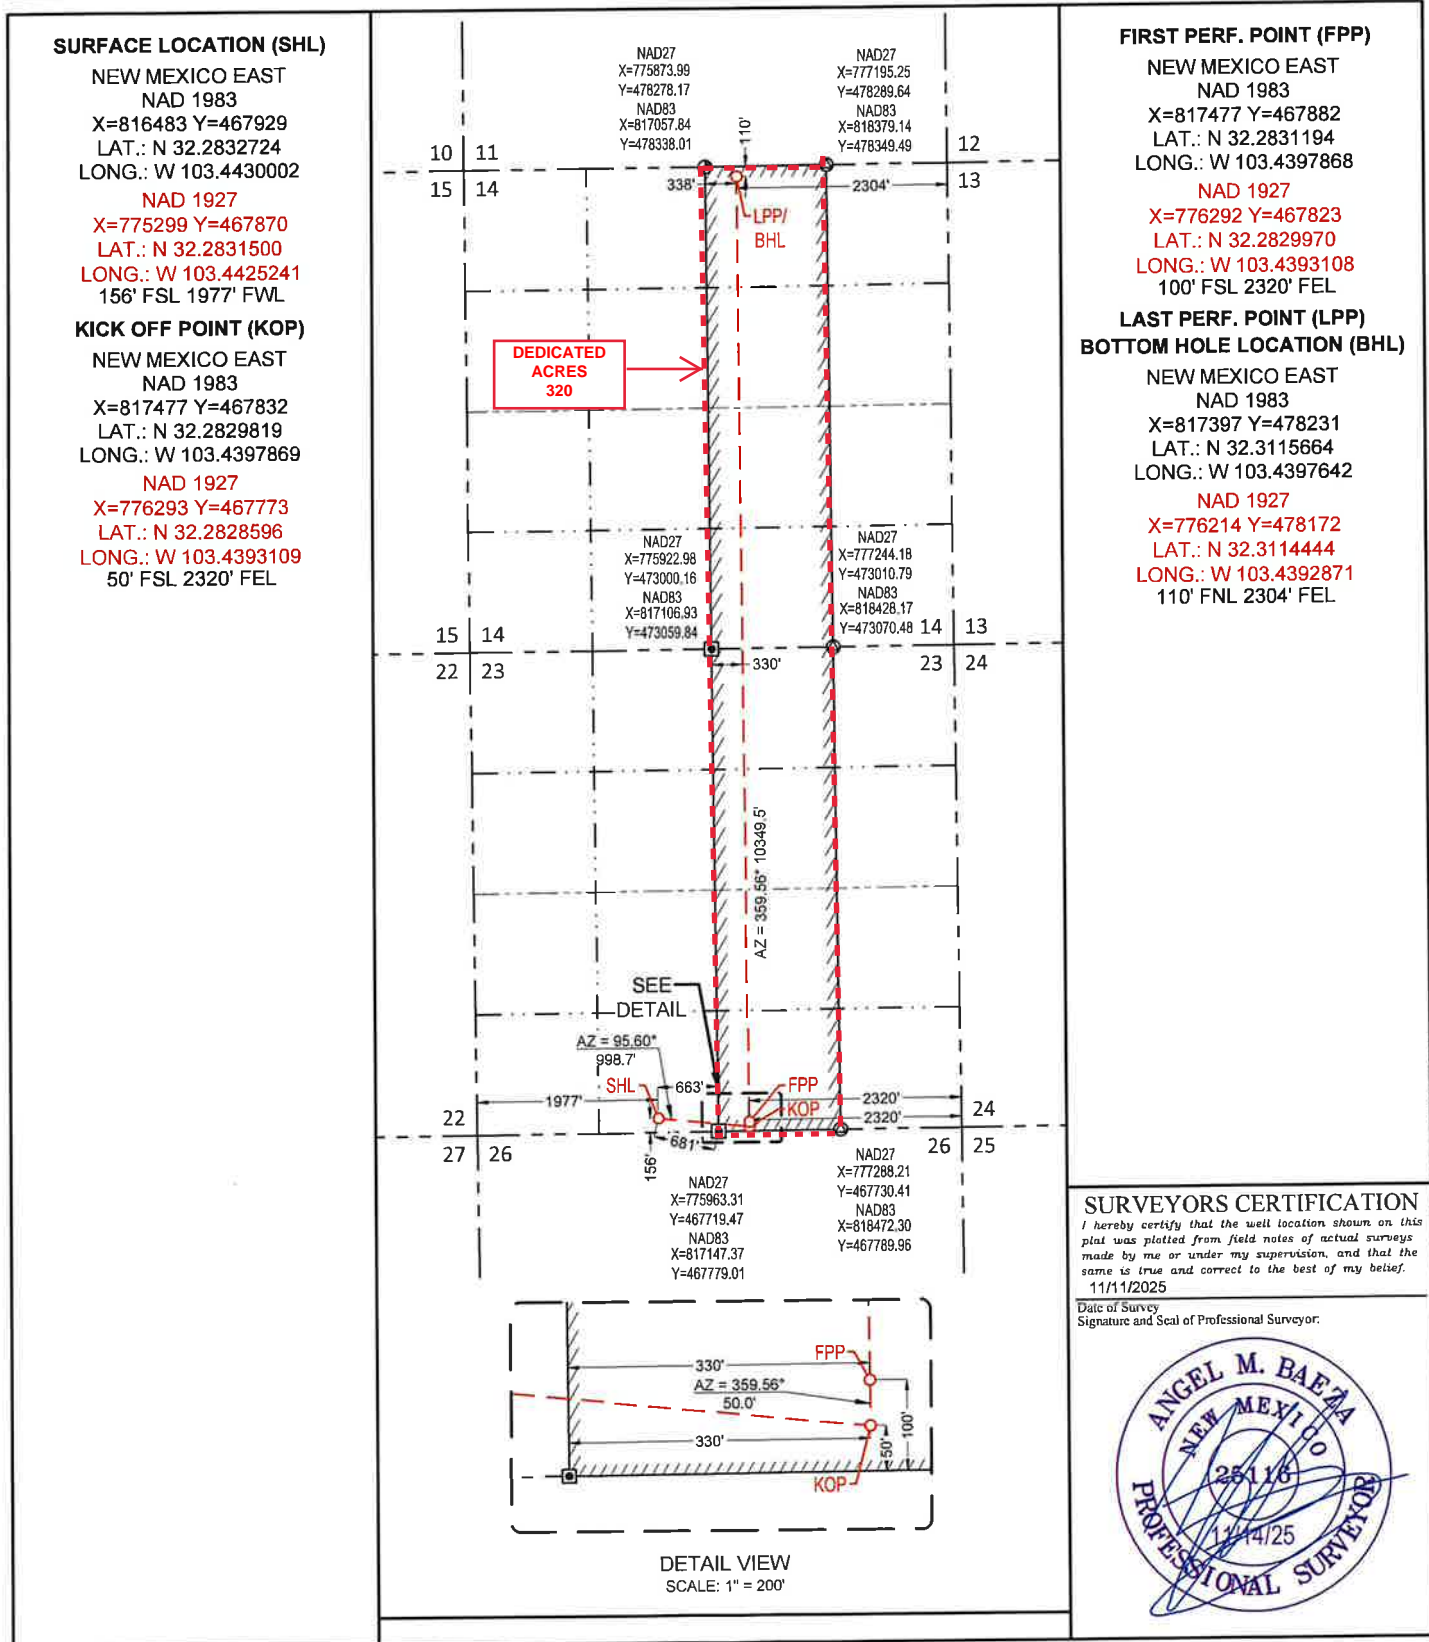 SURFACE LOCATION (SHL)
NEW MEXICO EAST
NAD 1983
X=816483 Y=467929
LAT.: N 32.2832724
LONG.: W 103.4430002
NAD 1927
X=775299 Y=467870
LAT.: N 32.2831500
LONG.: W 103.4425241
156' FSL 1977' FWL
KICK OFF POINT (KOP)
NEW MEXICO EAST
NAD 1983
X=817477 Y=467832
LAT.: N 32.2829819
LONG.: W 103.4397869
NAD 1927
X=776293 Y=467773
LAT.: N 32.2828596
LONG.: W 103.4393109
50' FSL 2320' FEL
NAD27
X=775873.99
Y=478278.17
NAD83
X=817057.84
Y=478338.01
NAD27
X=777195.25
Y=478289.64
NAD83
X=818379.14
Y=478349.49
110'
10 11
15 14
12
13
338'
2304'
LPP/
BHL
DEDICATED
ACRES
320
NAD27
X=775922.98
Y=473000.16
NAD83
X=817106.93
Y=473059.84
NAD27
X=777244.18
Y=473010.79
NAD83
X=818428.17
Y=473070.48
15 14
22 23
14 13
23 24
330'
AZ = 359.56° 10349.5'
SEE
DETAIL
AZ = 95.60°
998.7'
SHL
663'
FPP
KOP
1977'
2320'
2320'
681'
156'
22
27 26
24
26 25
NAD27
X=775963.31
Y=467719.47
NAD83
X=817147.37
Y=467779.01
NAD27
X=777288.21
Y=467730.41
NAD83
X=818472.30
Y=467789.96
330'
FPP
AZ = 359.56°
50.0'
330'
50'
100'
KOP
DETAIL VIEW
SCALE: 1" = 200'
FIRST PERF. POINT (FPP)
NEW MEXICO EAST
NAD 1983
X=817477 Y=467882
LAT.: N 32.2831194
LONG.: W 103.4397868
NAD 1927
X=776292 Y=467823
LAT.: N 32.2829970
LONG.: W 103.4393108
100' FSL 2320' FEL
LAST PERF. POINT (LPP)
BOTTOM HOLE LOCATION (BHL)
NEW MEXICO EAST
NAD 1983
X=817397 Y=478231
LAT.: N 32.3115664
LONG.: W 103.4397642
NAD 1927
X=776214 Y=478172
LAT.: N 32.3114444
LONG.: W 103.4392871
110' FNL 2304' FEL
SURVEYORS CERTIFICATION
I hereby certify that the well location shown on this
plat was plotted from field notes of actual surveys
made by me or under my supervision, and that the
same is true and correct to the best of my belief.
11/11/2025
Date of Survey
Signature and Seal of Professional Surveyor:
ANGEL M. BAEZA
NEW MEXICO
25116
11/14/25
PROFESSIONAL SURVEYOR